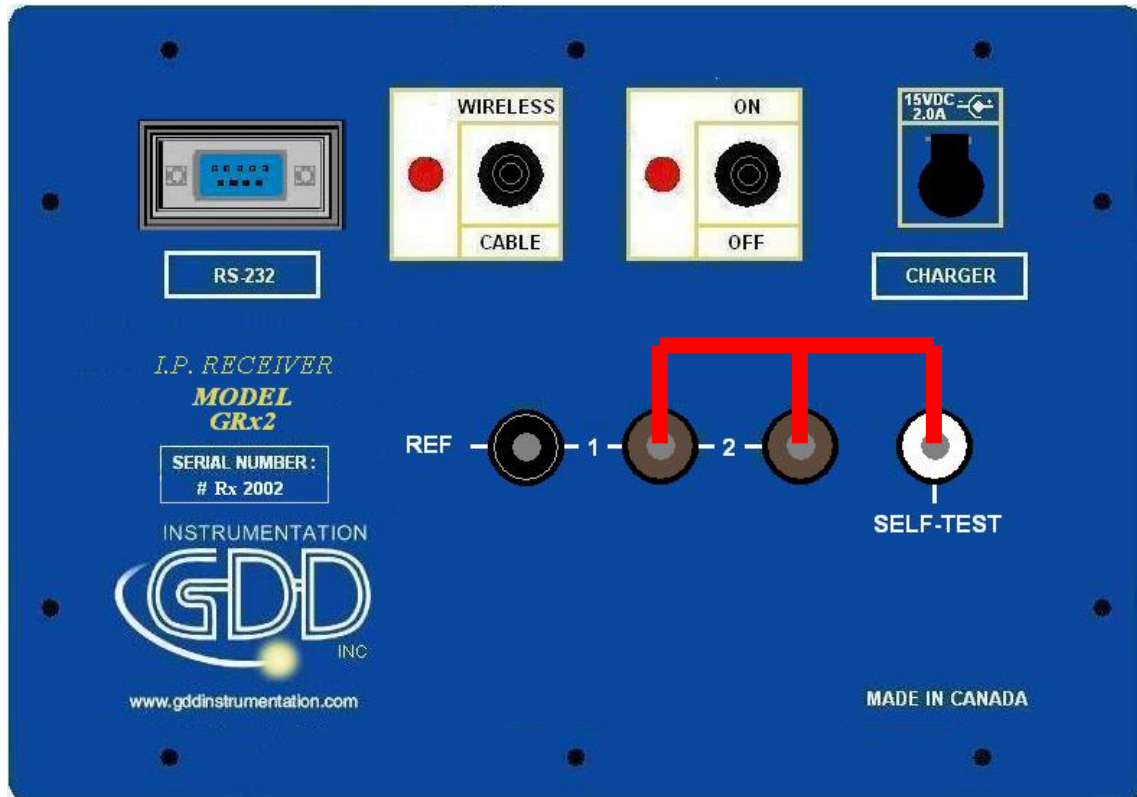 WIRELESS
ON
15VDC - +
2.0A
CABLE
OFF
RS-232
CHARGER
I.P. RECEIVER
MODEL
GRx2
REF
1
2
SERIAL NUMBER :
# Rx 2002
SELF-TEST
INSTRUMENTATION
GDD
INC
www.gddinstrumentation.com
MADE IN CANADA